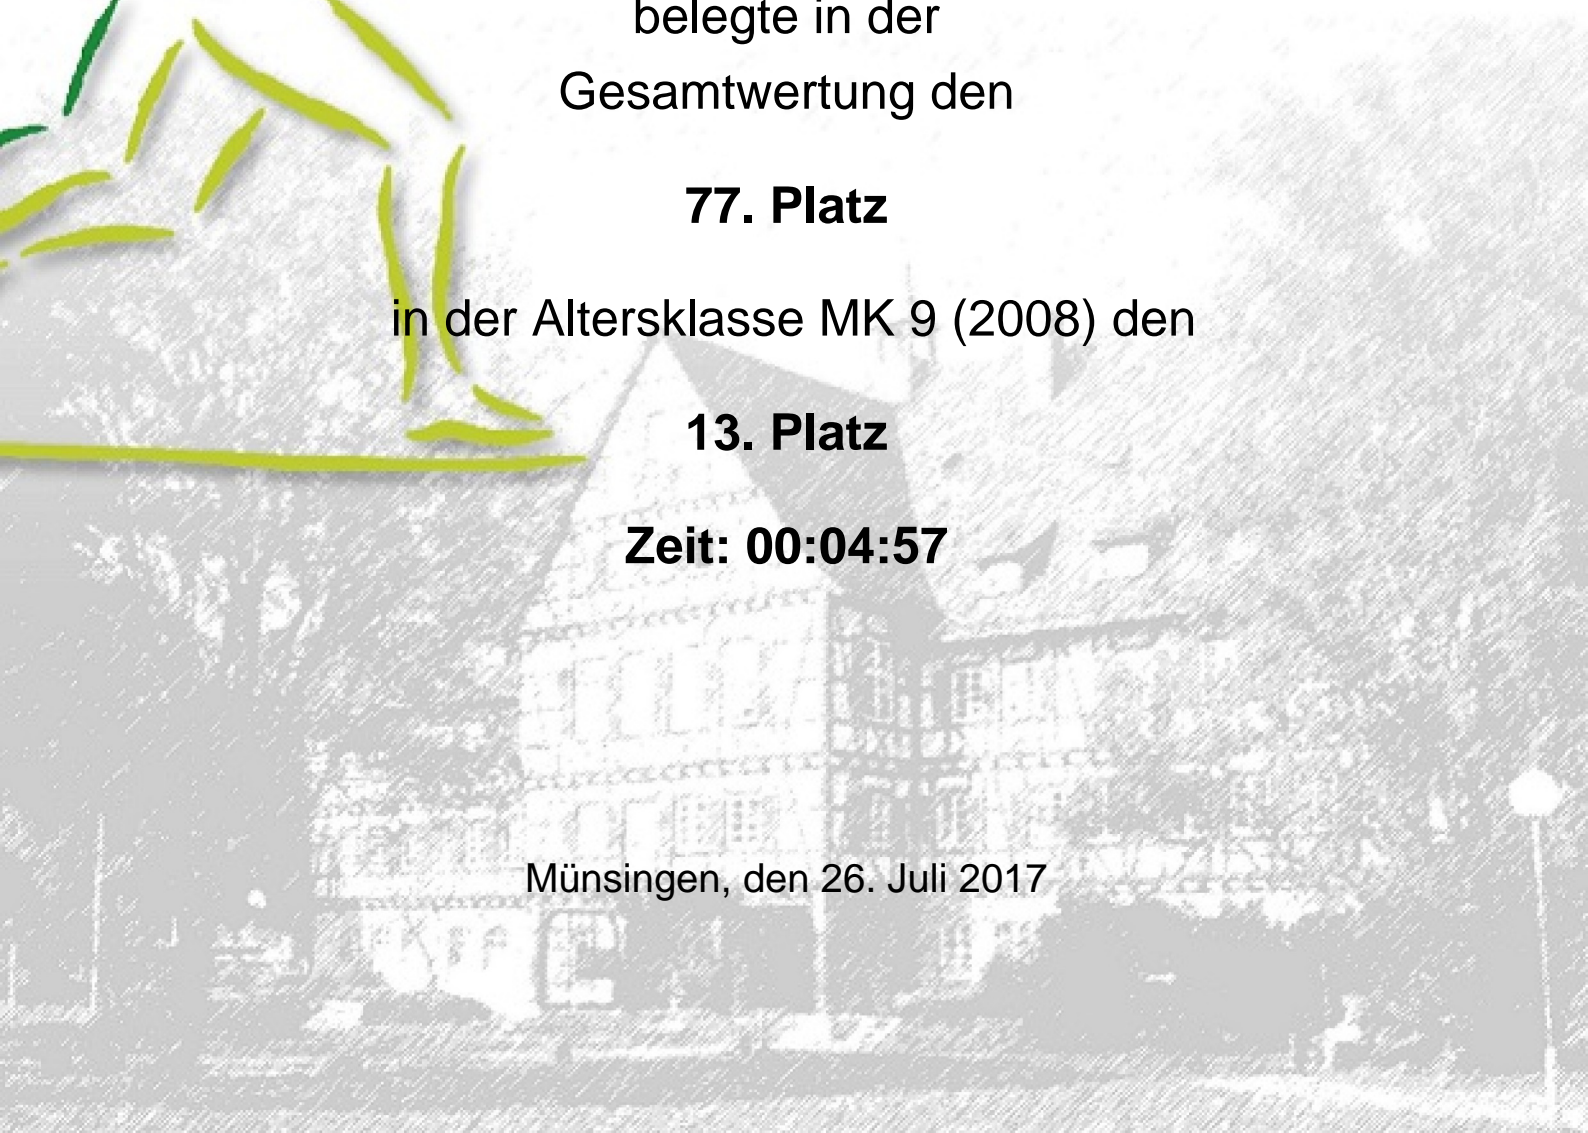 belegte in der
Gesamtwertung den
77. Platz
in der Altersklasse MK 9 (2008) den
13. Platz
Zeit: 00:04:57
Münsingen, den 26. Juli 2017